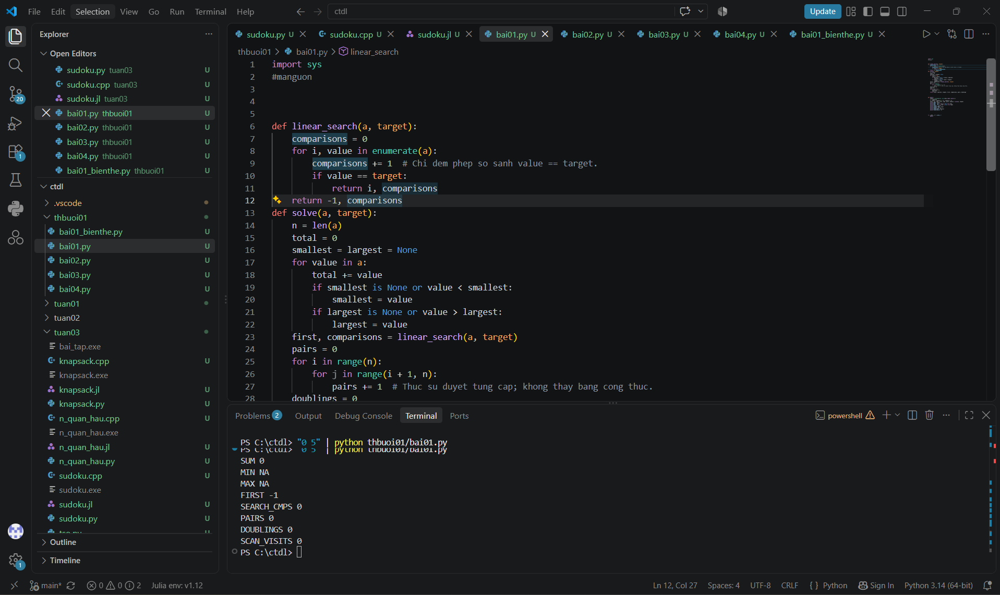 File Edit Selection View Go Run Terminal Help
ctdl
Update
Explorer
Open Editors
sudoku.py tuan03 U
sudoku.cpp tuan03 U
sudoku.jl tuan03 U
bai01.py thbuoi01 U
bai02.py thbuoi01 U
bai03.py thbuoi01 U
bai04.py thbuoi01 U
bai01_bienthe.py thbuoi01 U
ctdl
.vscode
thbuoi01
bai01_bienthe.py U
bai01.py U
bai02.py U
bai03.py U
bai04.py U
tuan01
tuan02
tuan03
bai_tap.exe
knapsack.cpp U
knapsack.exe
knapsack.jl U
knapsack.py U
n_quan_hau.cpp U
n_quan_hau.exe
n_quan_hau.jl U
n_quan_hau.py U
sudoku.cpp U
sudoku.exe
sudoku.jl U
sudoku.py U
Outline
Timeline
20
1
1
sudoku.py U sudoku.cpp U sudoku.jl U bai01.py U bai02.py U bai03.py U bai04.py U bai01_bienthe.py U
thbuoi01 > bai01.py > linear_search
1 import sys
2 #manguon
3
4
5
6 def linear_search(a, target):
7 comparisons = 0
8 for i, value in enumerate(a):
9 comparisons += 1 # Chi dem phep so sanh value == target.
10 if value == target:
11 return i, comparisons
12 return -1, comparisons
13 def solve(a, target):
14 n = len(a)
15 total = 0
16 smallest = largest = None
17 for value in a:
18 total += value
19 if smallest is None or value < smallest:
20 smallest = value
21 if largest is None or value > largest:
22 largest = value
23 first, comparisons = linear_search(a, target)
24 pairs = 0
25 for i in range(n):
26 for j in range(i + 1, n):
27 pairs += 1 # Thuc su duyet tung cap; khong thay bang cong thuc.
28 doublings = 0
Problems 2 Output Debug Console Terminal Ports
powershell
PS C:\ctdl> "0 5" | python thbuoi01/bai01.py
PS C:\ctdl> 0 5 | python thbuoi01/bai01.py
SUM 0
MIN NA
MAX NA
FIRST -1
SEARCH_CMPS 0
PAIRS 0
DOUBLINGS 0
SCAN_VISITS 0
PS C:\ctdl>
main* 0 0 2 Julia env: v1.12 Ln 12, Col 27 Spaces: 4 UTF-8 CRLF { } Python Sign In Python 3.14 (64-bit)